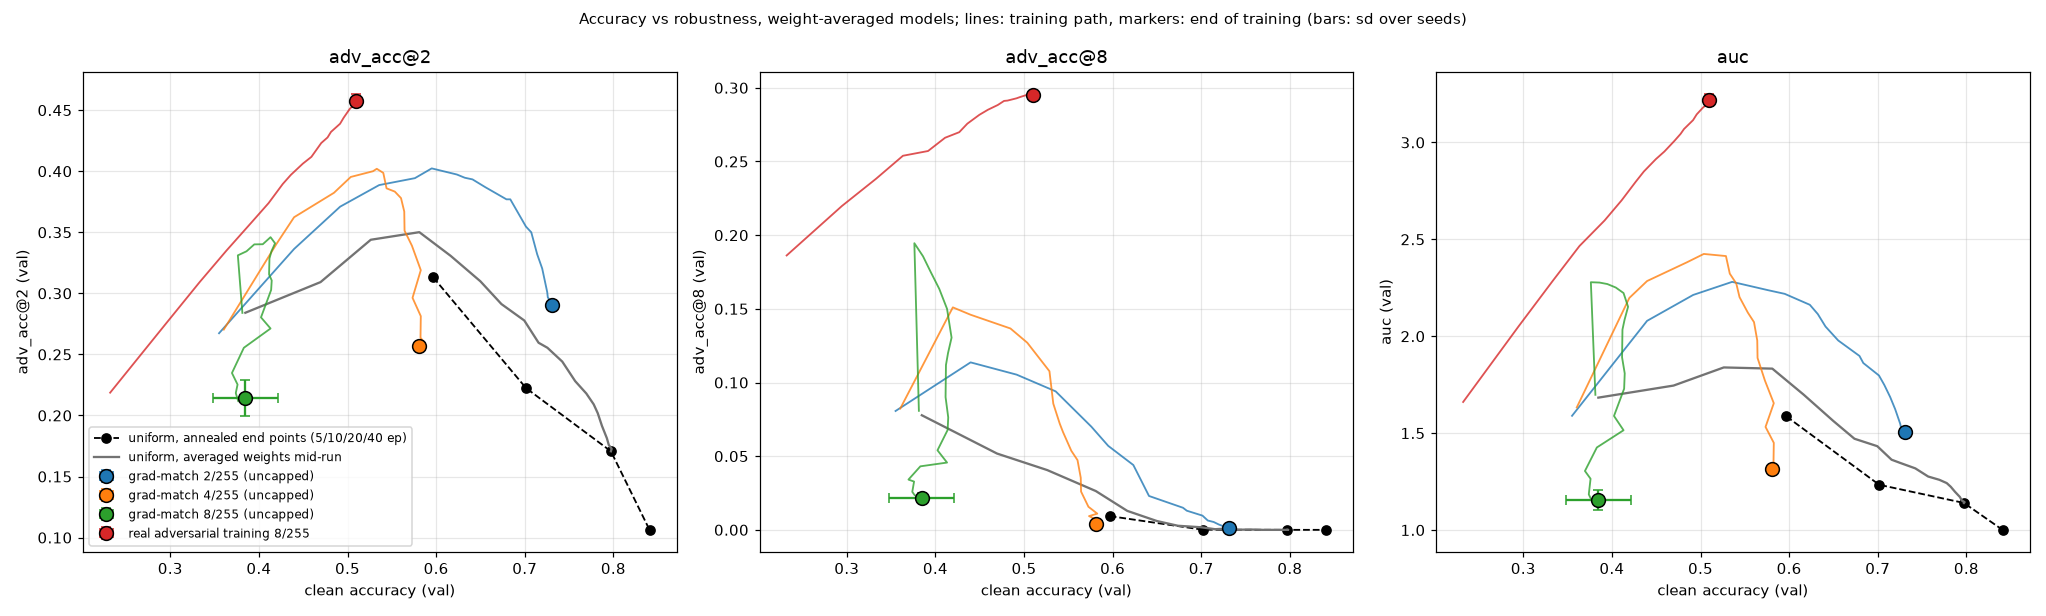 Accuracy vs robustness, weight-averaged models; lines: training path, markers: end of training (bars: sd over seeds)
adv_acc@2
adv_acc@2 (val)
0.45
0.40
0.35
0.30
0.25
0.20
0.15
0.10
uniform, annealed end points (5/10/20/40 ep)
uniform, averaged weights mid-run
grad-match 2/255 (uncapped)
grad-match 4/255 (uncapped)
grad-match 8/255 (uncapped)
real adversarial training 8/255
0.3 0.4 0.5 0.6 0.7 0.8
clean accuracy (val)
adv_acc@8
adv_acc@8 (val)
0.30
0.25
0.20
0.15
0.10
0.05
0.00
0.3 0.4 0.5 0.6 0.7 0.8
clean accuracy (val)
auc
auc (val)
3.0
2.5
2.0
1.5
1.0
0.3 0.4 0.5 0.6 0.7 0.8
clean accuracy (val)